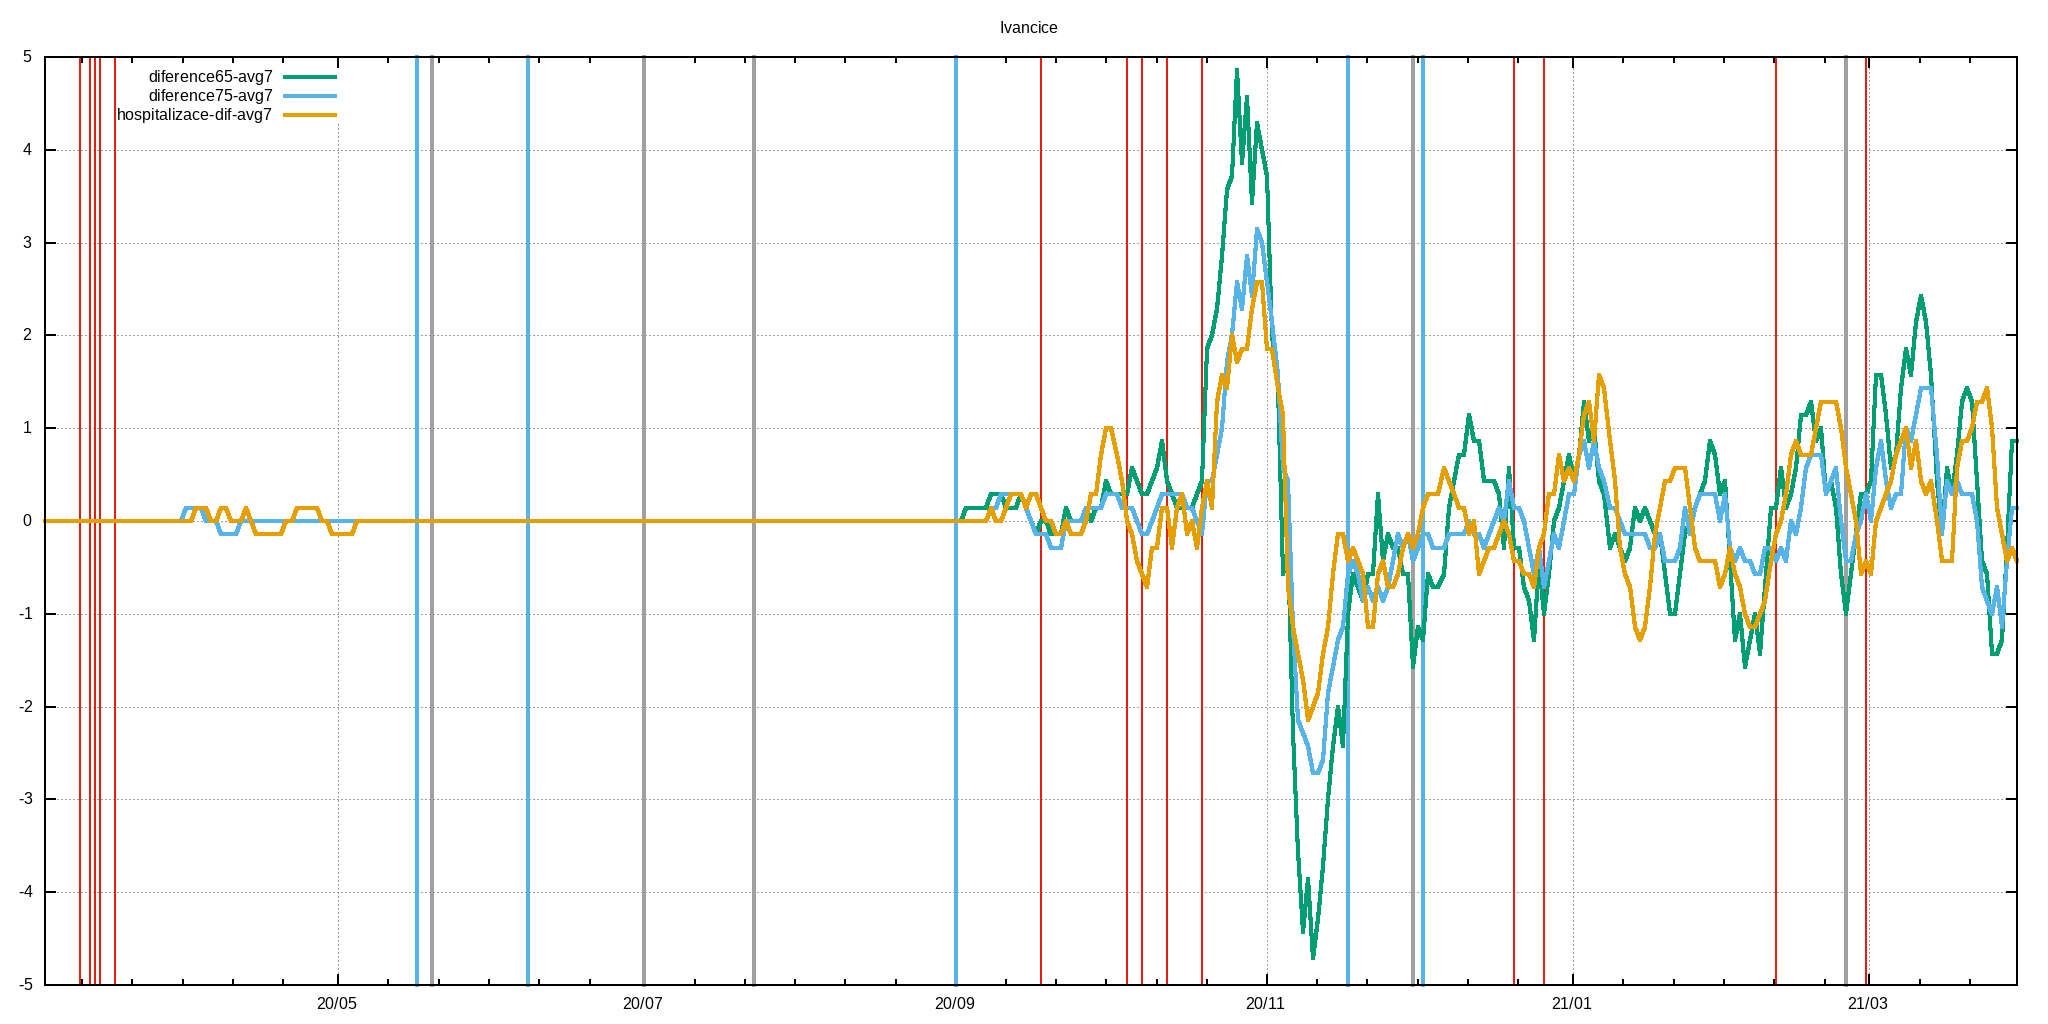 Ivancice
5
diference65-avg7
diference75-avg7
hospitalizace-dif-avg7
4
3
2
1
0
-1
-2
-3
-4
-5
20/05 20/07 20/09 20/11 21/01 21/03